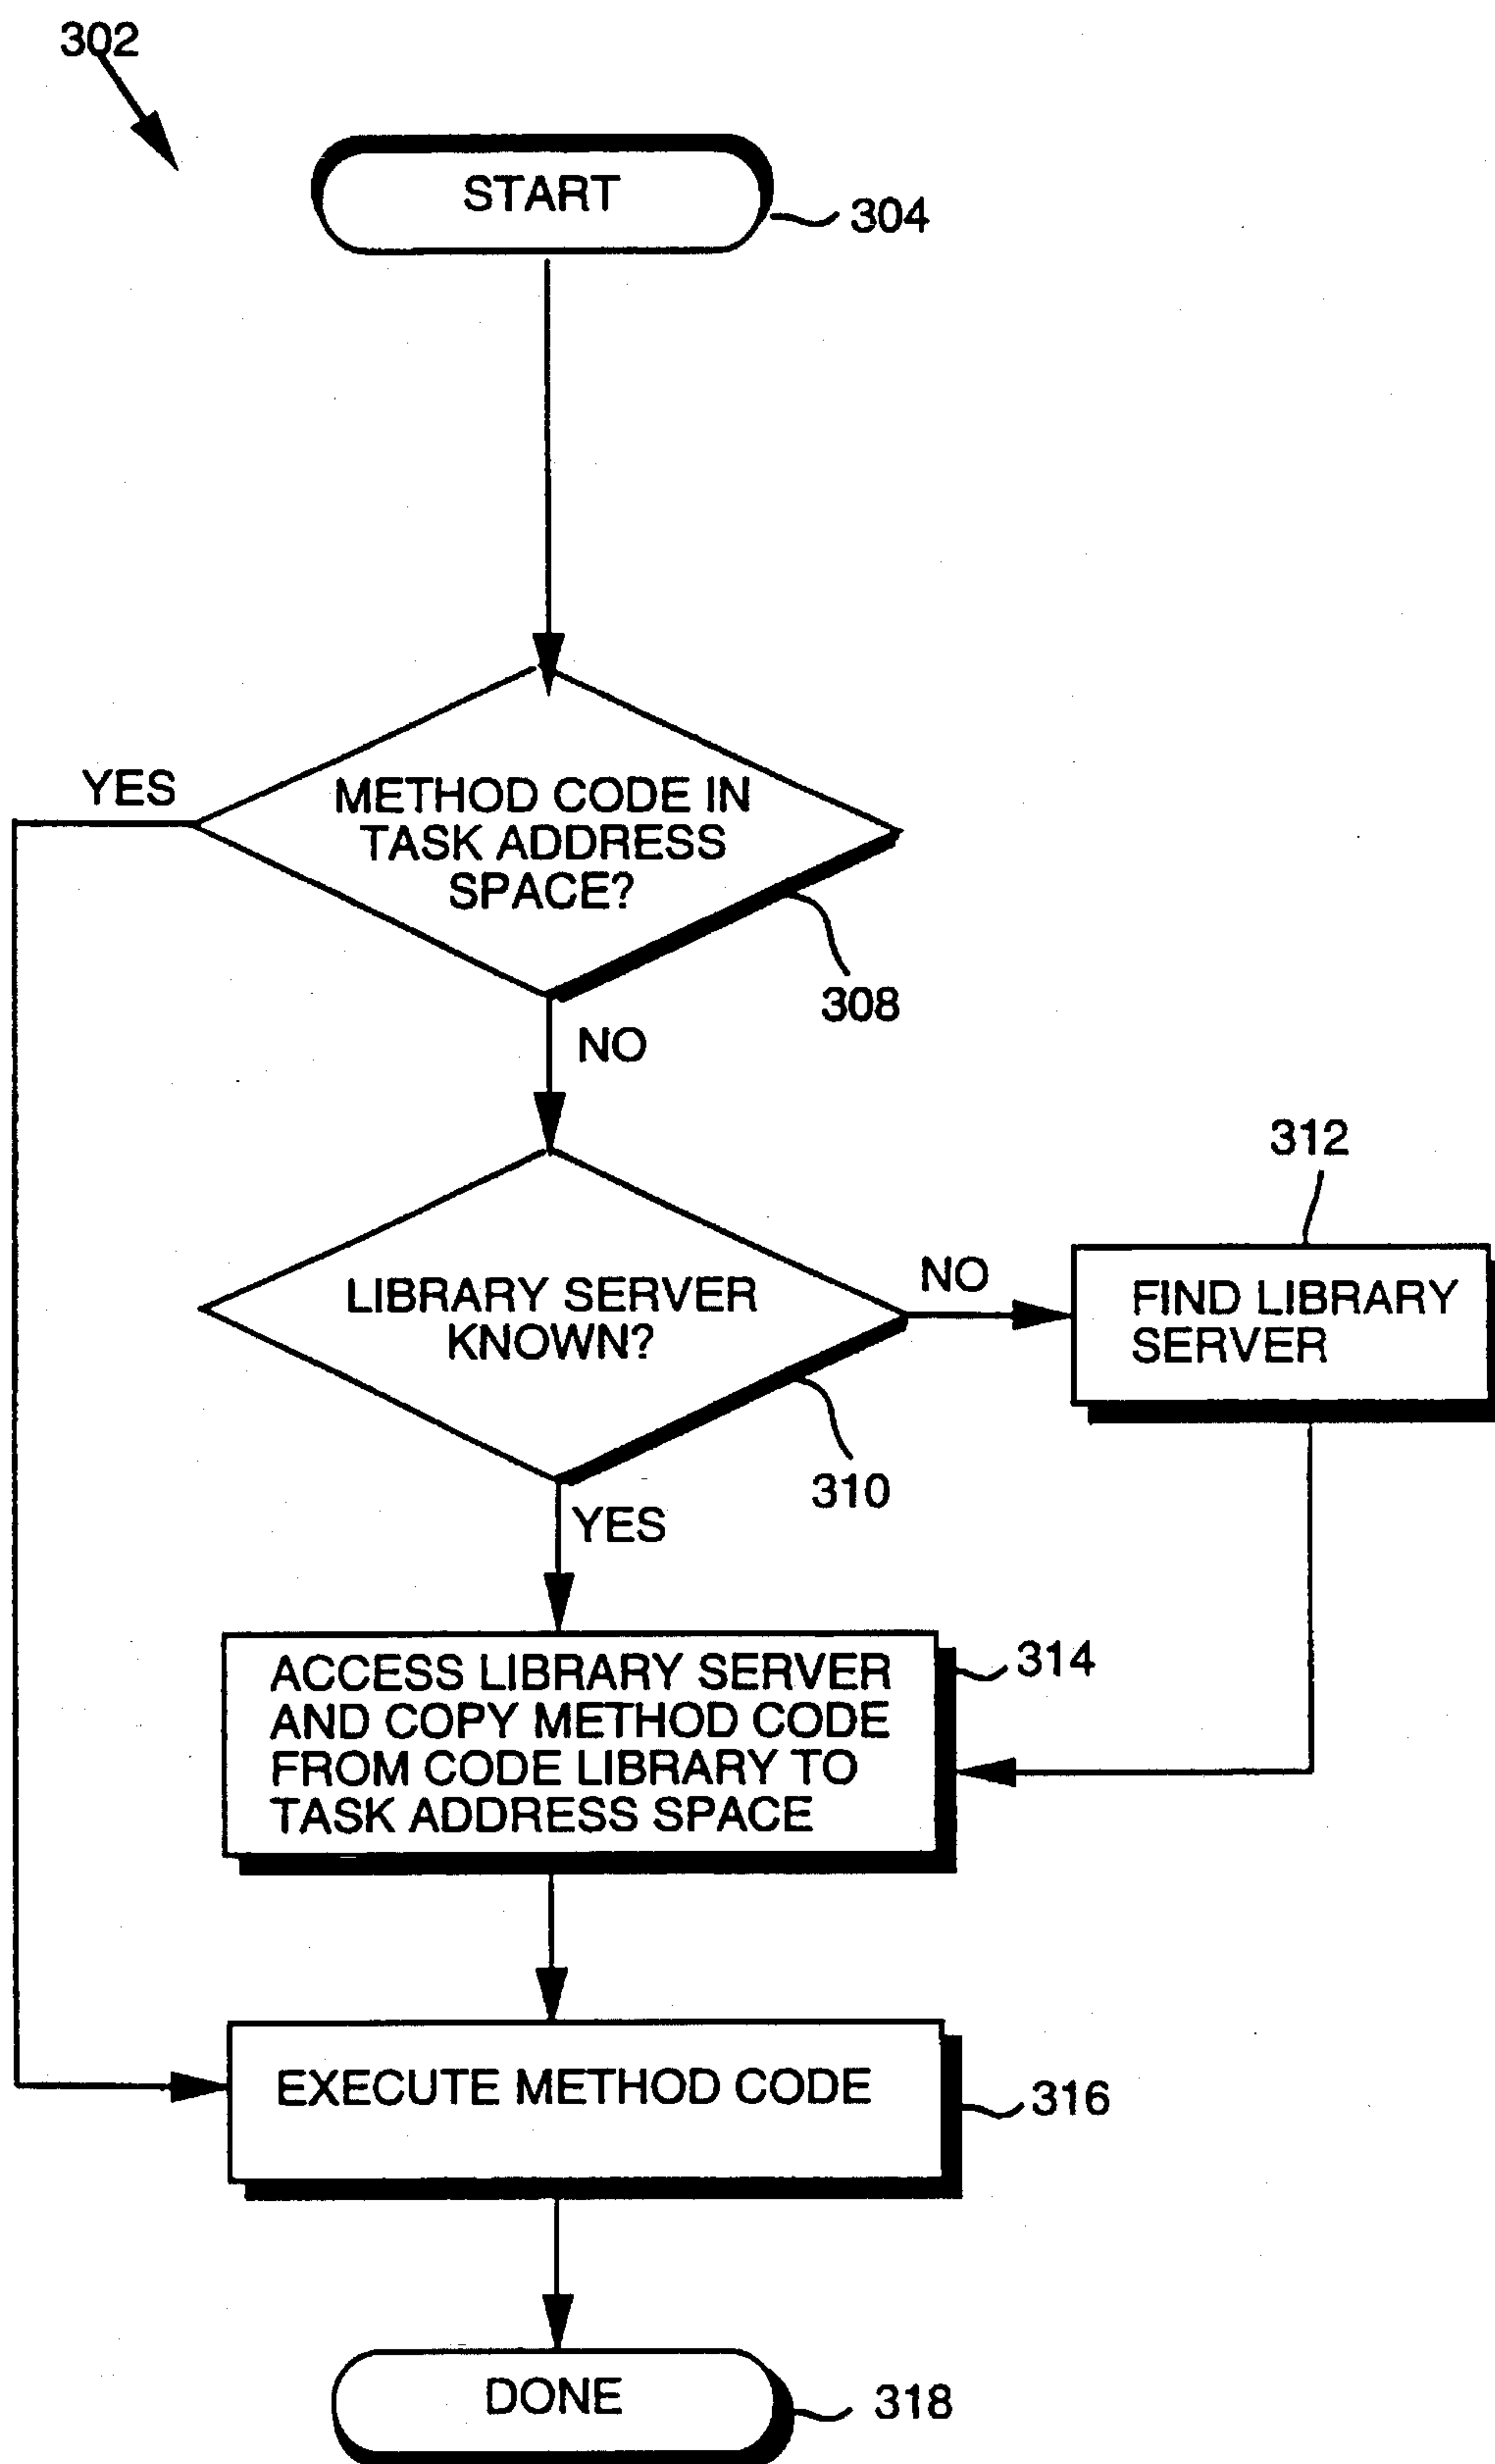 302
START
304
YES
METHOD CODE IN
TASK ADDRESS
SPACE?
308
NO
312
LIBRARY SERVER
KNOWN?
NO
FIND LIBRARY
SERVER
310
YES
ACCESS LIBRARY SERVER
AND COPY METHOD CODE
FROM CODE LIBRARY TO
TASK ADDRESS SPACE
314
EXECUTE METHOD CODE
316
DONE
318